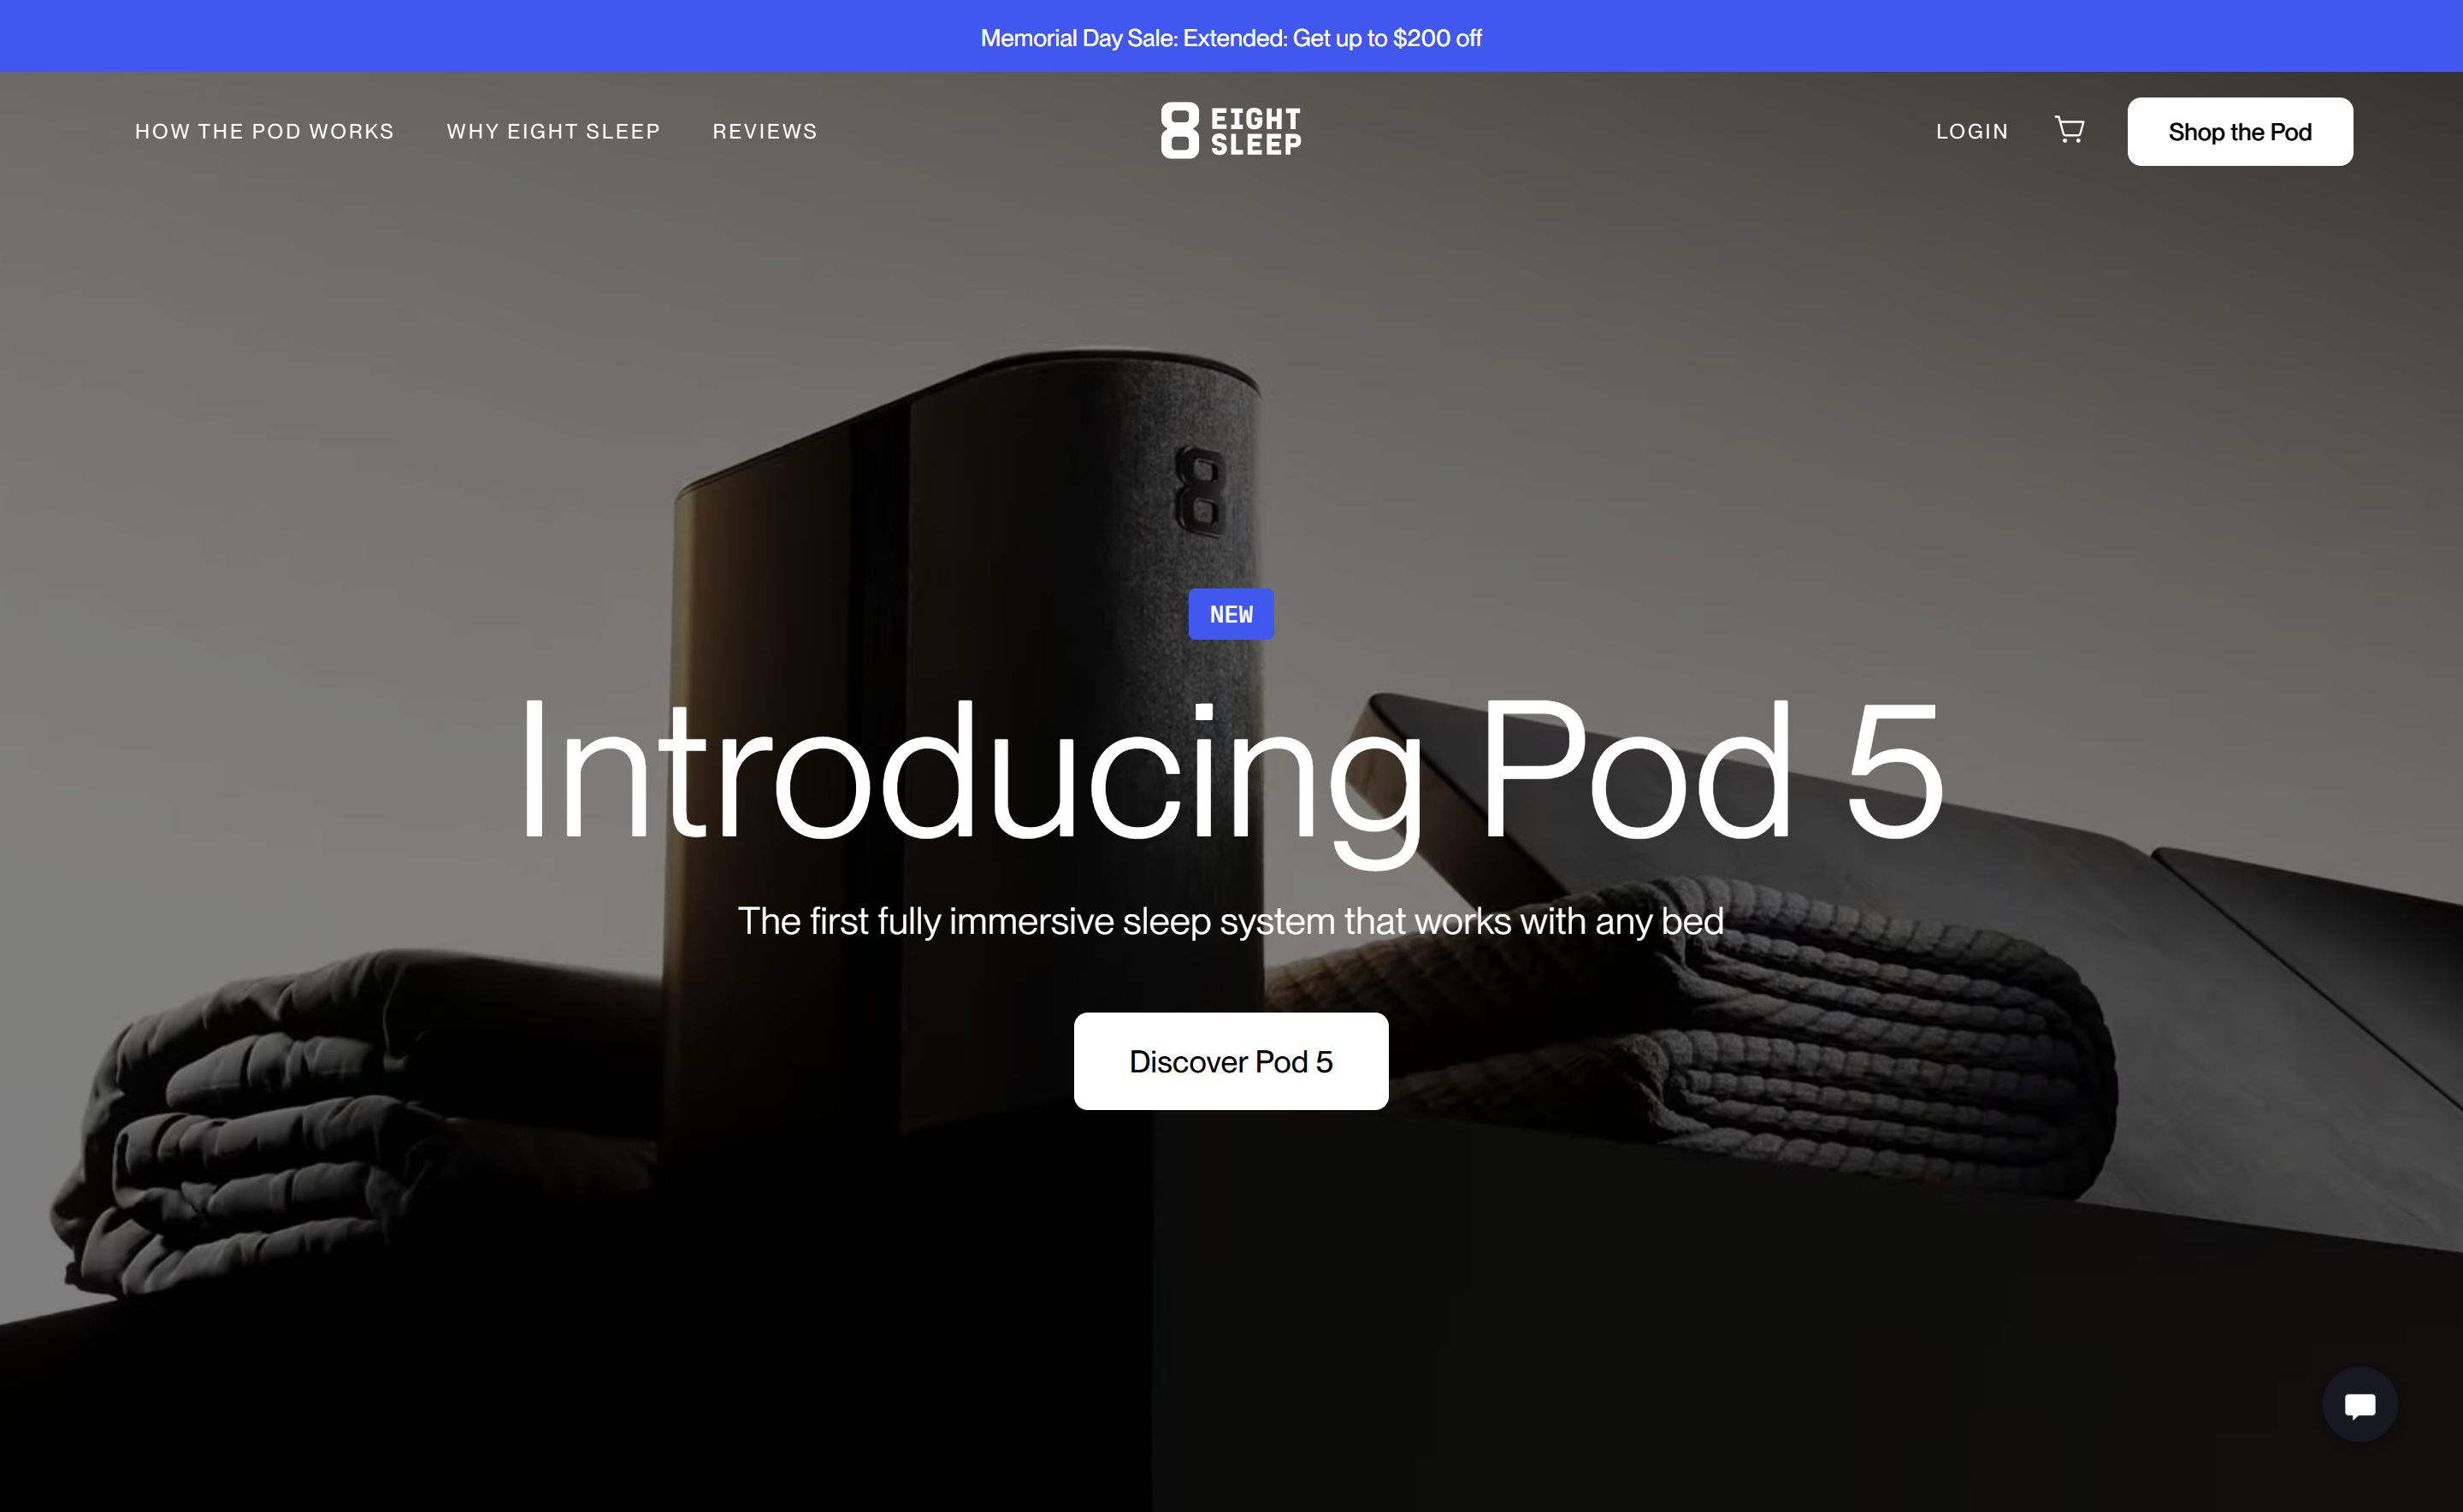 Memorial Day Sale: Extended: Get up to $200 off
HOW THE POD WORKS
WHY EIGHT SLEEP
REVIEWS
8 EIGHT
SLEEP
LOGIN
Shop the Pod
8
NEW
Introducing Pod 5
The first fully immersive sleep system that works with any bed
Discover Pod 5